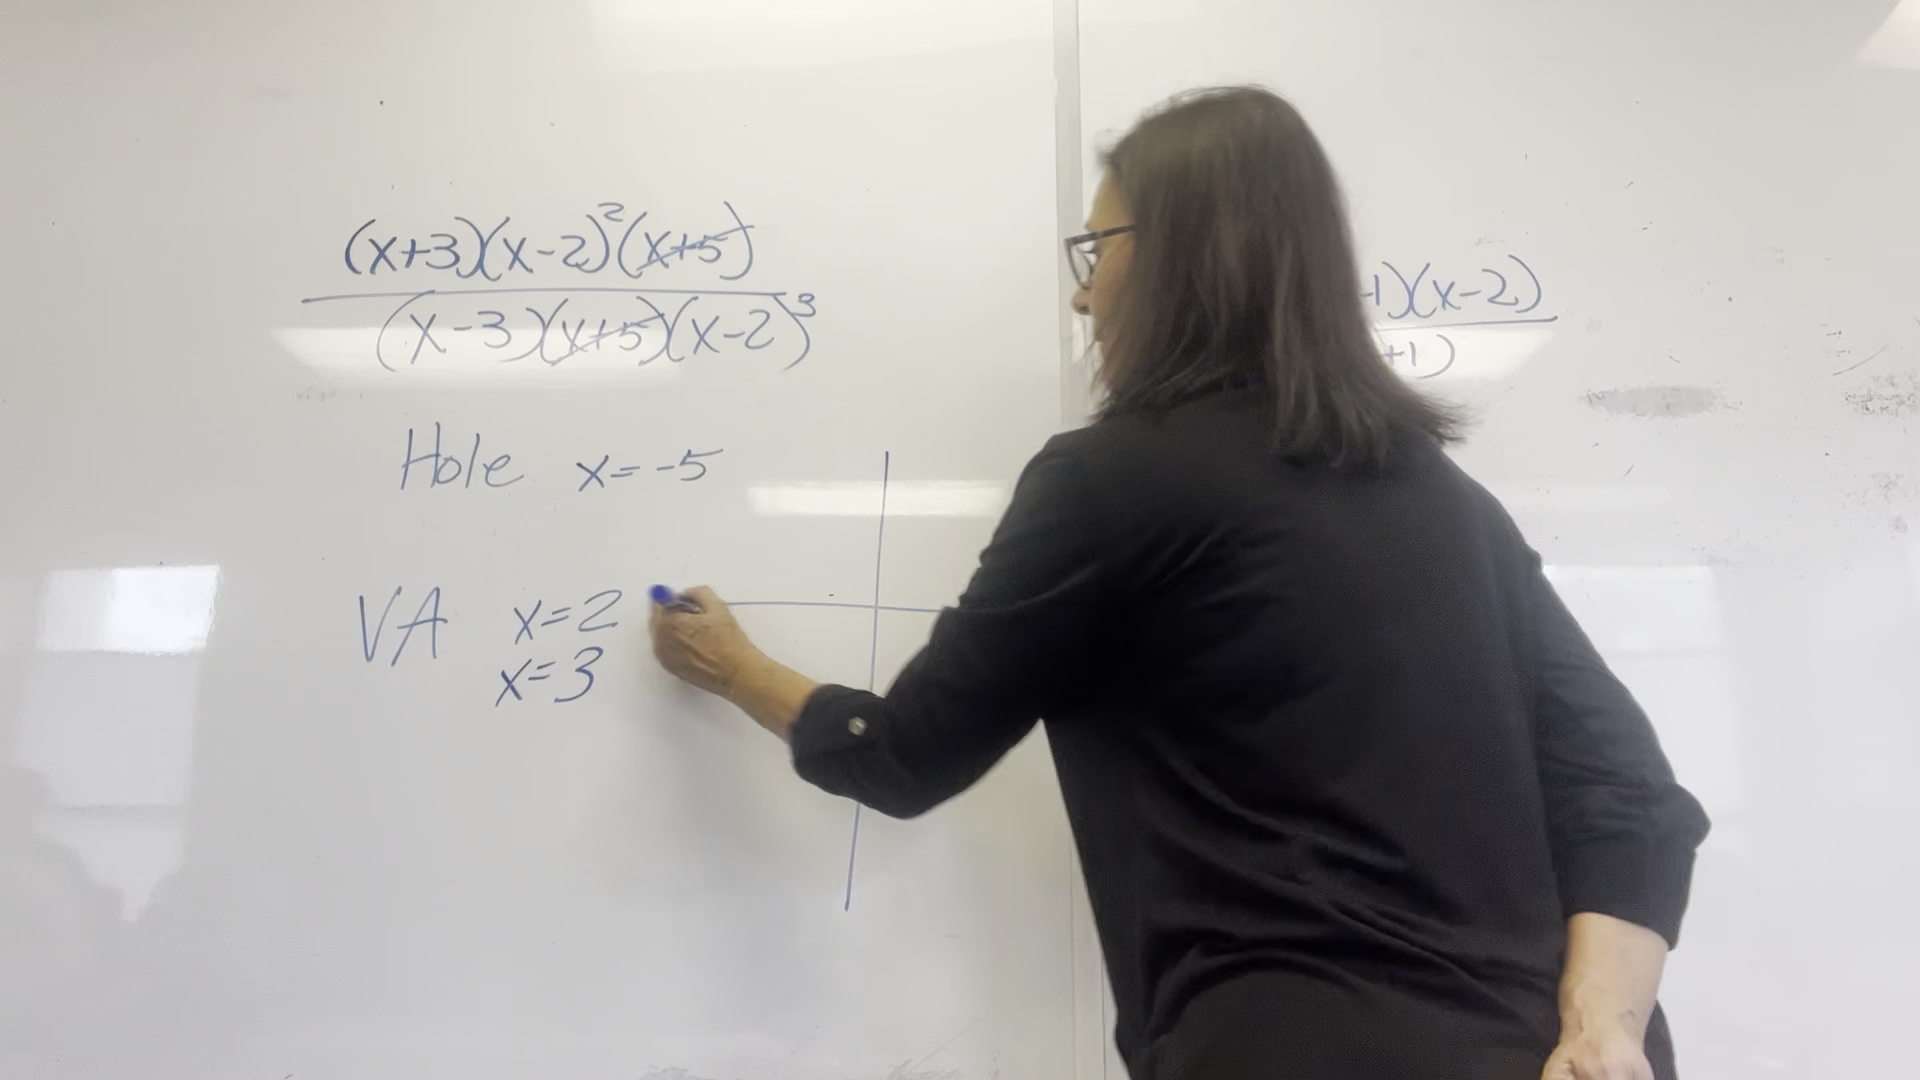 (x+3)(x-2)²(x+5)
(x-3)(x+5)(x-2)³
Hole x=-5
VA x=2
x=3
1)(x-2)
+1)